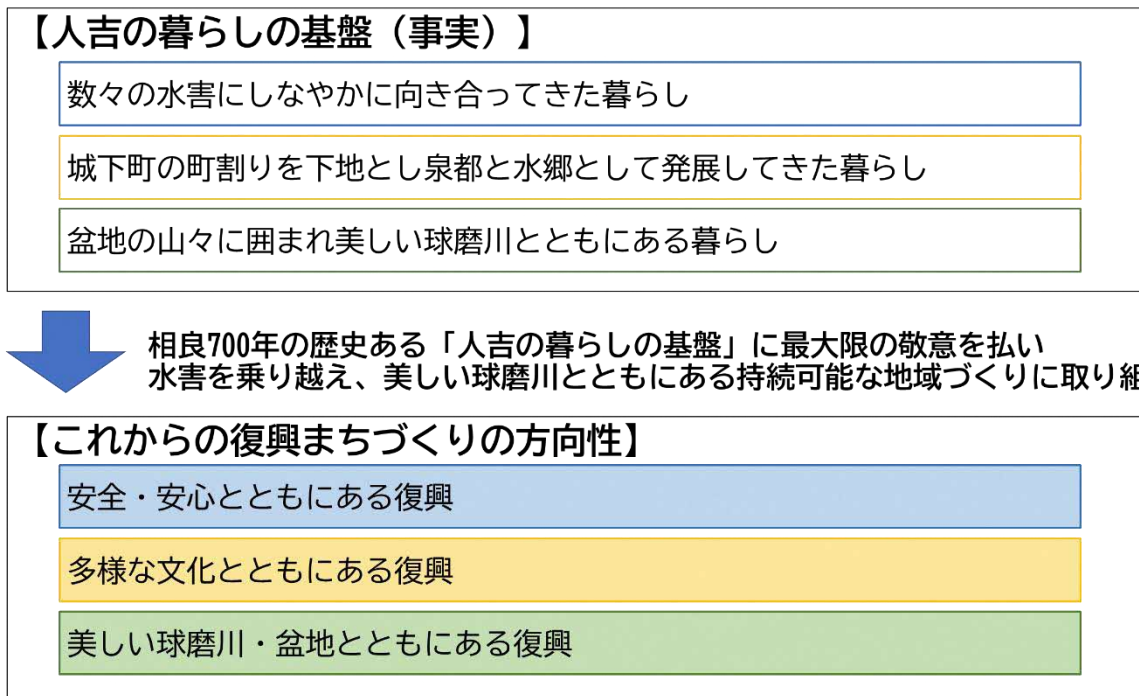 【人吉の暮らしの基盤（事実）】
数々の水害にしなやかに向き合ってきた暮らし
城下町の町割りを下地とし泉都と水郷として発展してきた暮らし
盆地の山々に囲まれ美しい球磨川とともにある暮らし
相良700年の歴史ある「人吉の暮らしの基盤」に最大限の敬意を払い
水害を乗り越え、美しい球磨川とともにある持続可能な地域づくりに取り組
【これからの復興まちづくりの方向性】
安全・安心とともにある復興
多様な文化とともにある復興
美しい球磨川・盆地とともにある復興